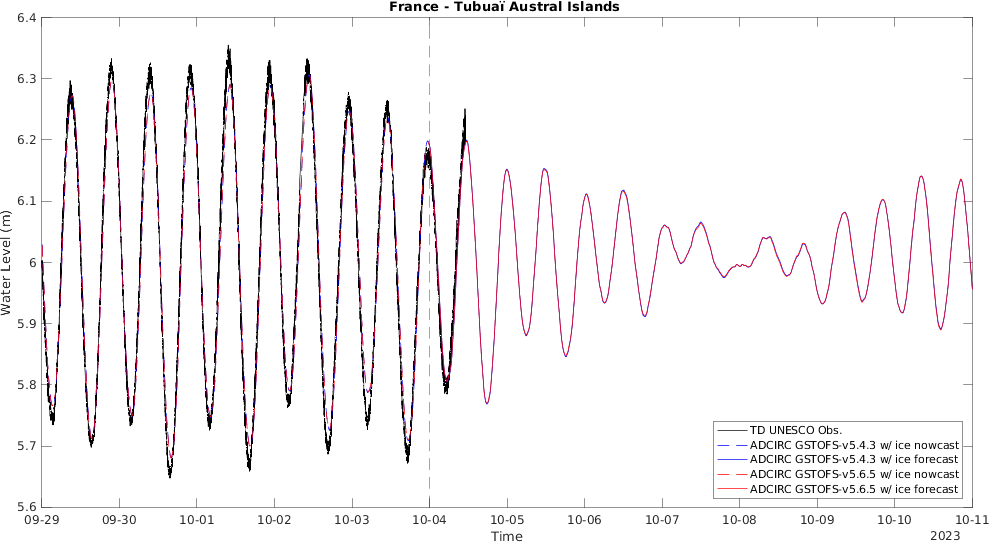 France - Tubuaï Austral Islands
Water Level (m)
6.4
6.3
6.2
6.1
6
5.9
5.8
5.7
5.6
TD UNESCO Obs.
ADCIRC GSTOFS-v5.4.3 w/ ice nowcast
ADCIRC GSTOFS-v5.4.3 w/ ice forecast
ADCIRC GSTOFS-v5.6.5 w/ ice nowcast
ADCIRC GSTOFS-v5.6.5 w/ ice forecast
09-29 09-30 10-01 10-02 10-03 10-04 10-05 10-06 10-07 10-08 10-09 10-10 10-11
Time
2023